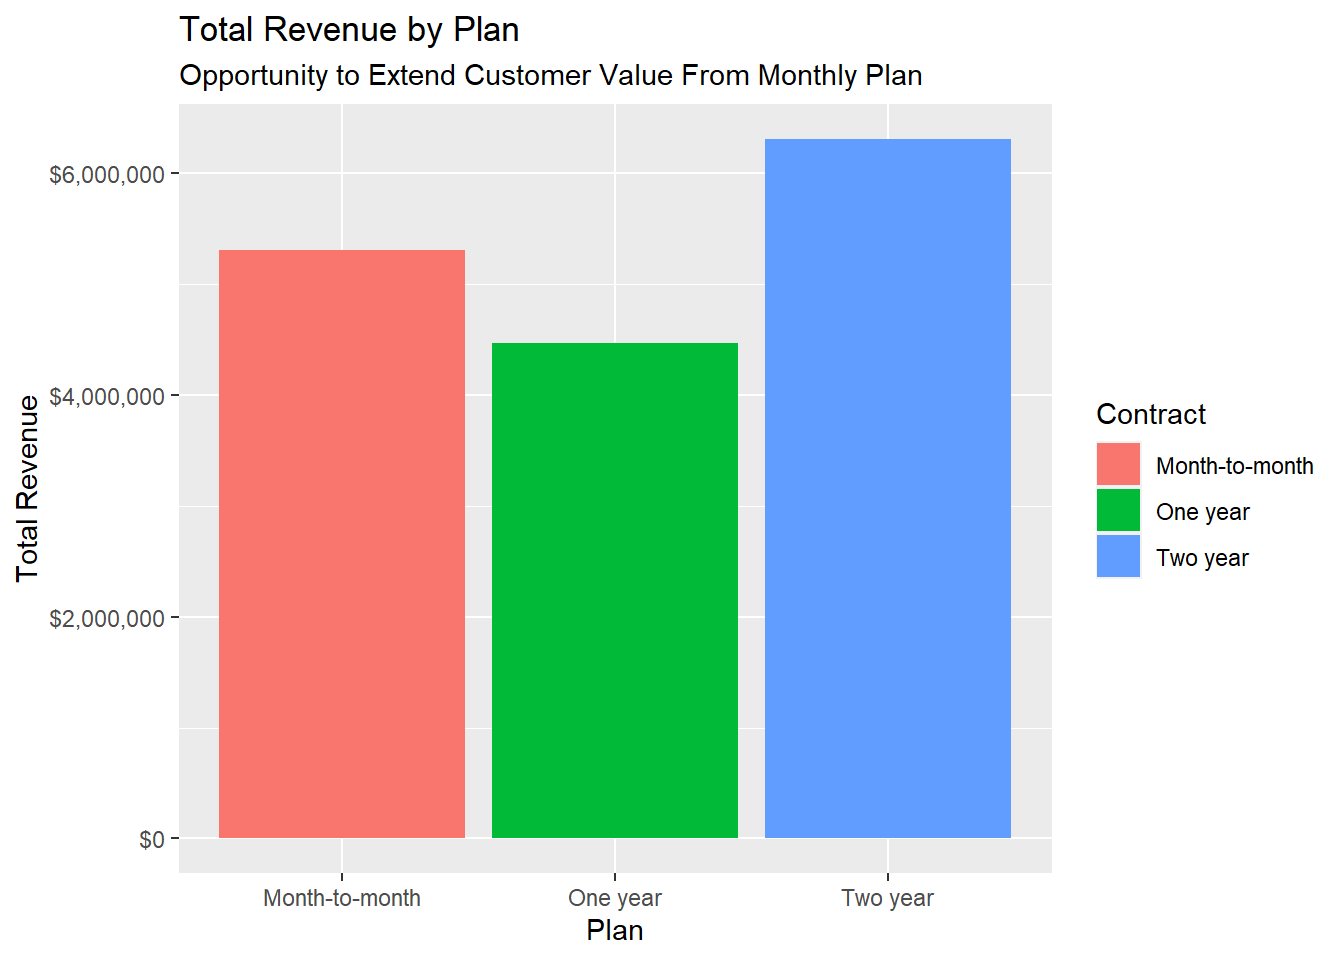 Total Revenue by Plan
Opportunity to Extend Customer Value From Monthly Plan
$6,000,000
$4,000,000
$2,000,000
$0
Total Revenue
Month-to-month
One year
Two year
Plan
Contract
Month-to-month
One year
Two year